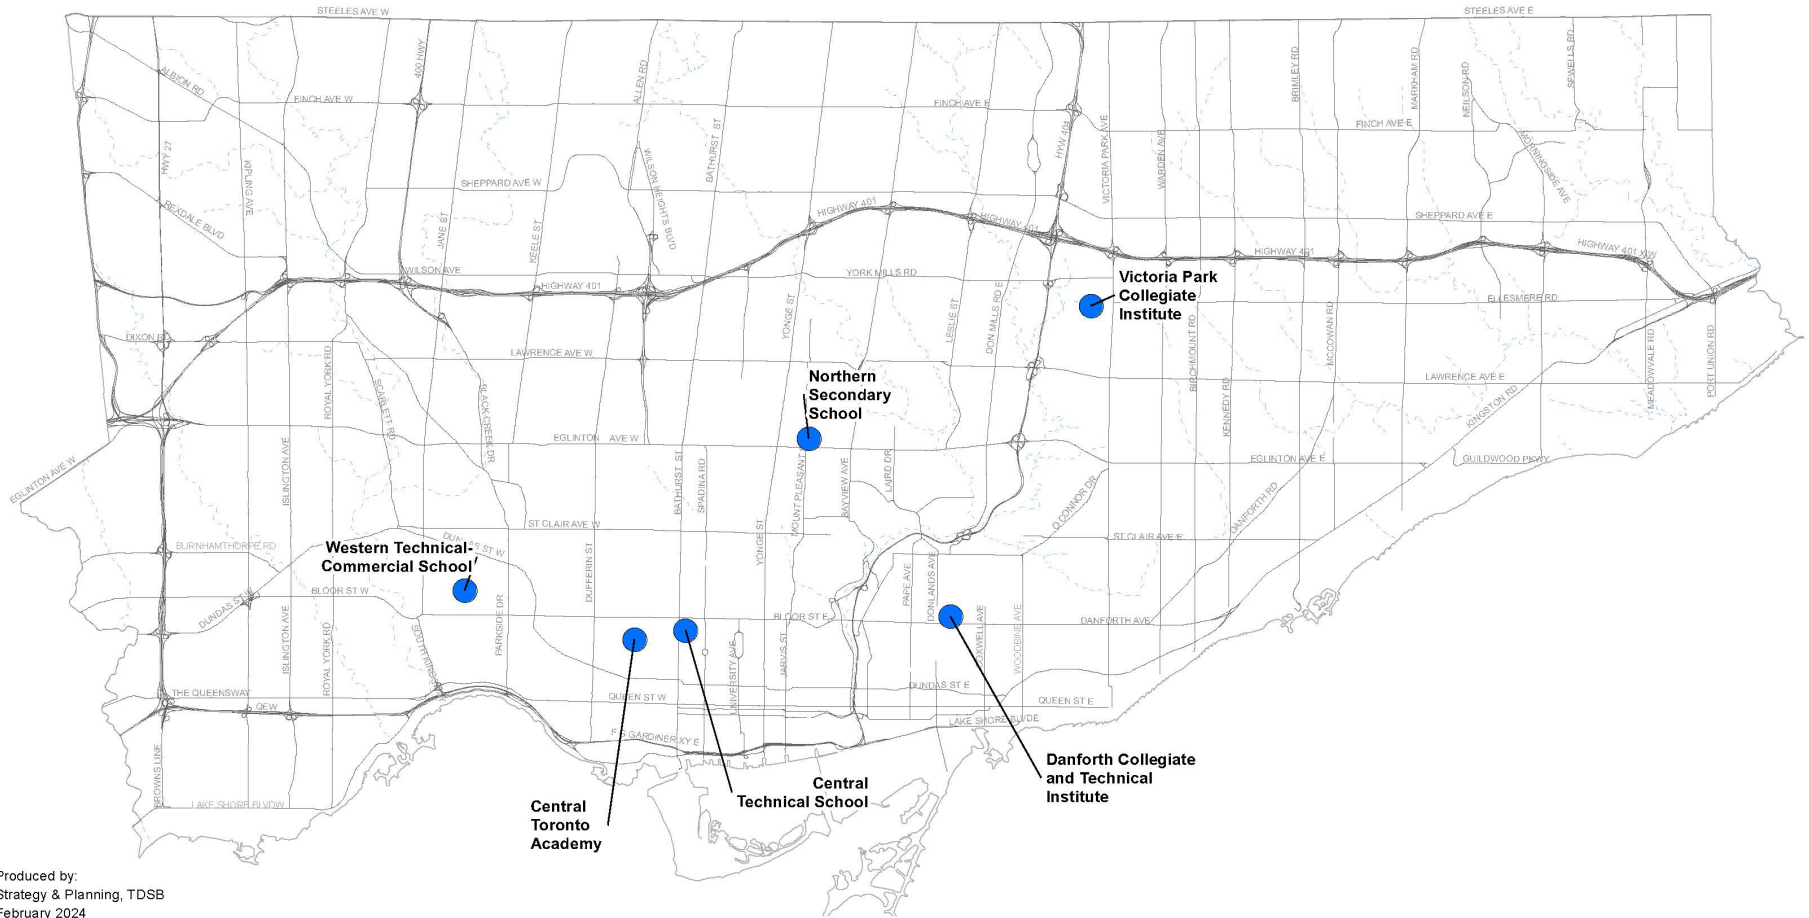 STEELES AVE W
STEELES AVE E
400 HWY
ALBION RD
ALLEN RD
BRIMLEY RD
MARKHAM RD
NEILSON RD
SEWELLS RD
FINCH AVE W
FINCH AVE E
FINCH AVE E
HYW 404
VICTORIA PARK AVE
WARDEN AVE
MORNINGSIDE AVE
HWY 27
KIPLING AVE
BATHURST ST
WILSON HEIGHTS BLVD
SHEPPARD AVE W
SHEPPARD AVE E
REXDALE BLVD
JANE ST
KEELE ST
HIGHWAY 401
HIGHWAY 401
HIGHWAY 401
HIGHWAY 401 X/W
WILSON AVE
YORK MILLS RD
HIGHWAY 401
Victoria Park
Collegiate
Institute
ELLESMERE RD
YONGE ST
LESLIE ST
DON MILLS RD E
BIRCHMOUNT RD
MCCOWAN RD
DIXON RD
LAWRENCE AVE W
LAWRENCE AVE E
MEADOWVALE RD
PORT UNION RD
ROYAL YORK RD
SCARLETT RD
BLACK CREEK DR
Northern
Secondary
School
KENNEDY RD
KINGSTON RD
EGLINTON AVE W
EGLINTON AVE W
EGLINTON AVE E
GUILDWOOD PKWY
ISLINGTON AVE
BATHURST ST
SPADINA RD
MOUNT PLEASANT
BAYVIEW AVE
LAIRD DR
O CONNOR DR
DANFORTH RD
ST CLAIR AVE W
ST CLAIR AVE E
YONGE ST
BURNHAMTHORPE RD
DUNDAS ST W
Western Technical-
Commercial School
DUFFERIN ST
PAPE AVE
DONLANDS AVE
BLOOR ST W
DUNDAS ST W
BLOOR ST E
DANFORTH AVE
ISLINGTON AVE
ROYAL YORK RD
SOUTH KINGSWAY
PARKSIDE DR
UNIVERSITY AVE
JARVIS ST
COXWELL AVE
WOODBINE AVE
THE QUEENSWAY
QEW
QUEEN ST W
DUNDAS ST E
QUEEN ST E
LAKE SHORE BLVDE
F G GARDINER XY E
BROWNS LINE
LAKE SHORE BLVDW
Central
Toronto
Academy
Central
Technical School
Danforth Collegiate
and Technical
Institute
Produced by:
Strategy & Planning, TDSB
February 2024